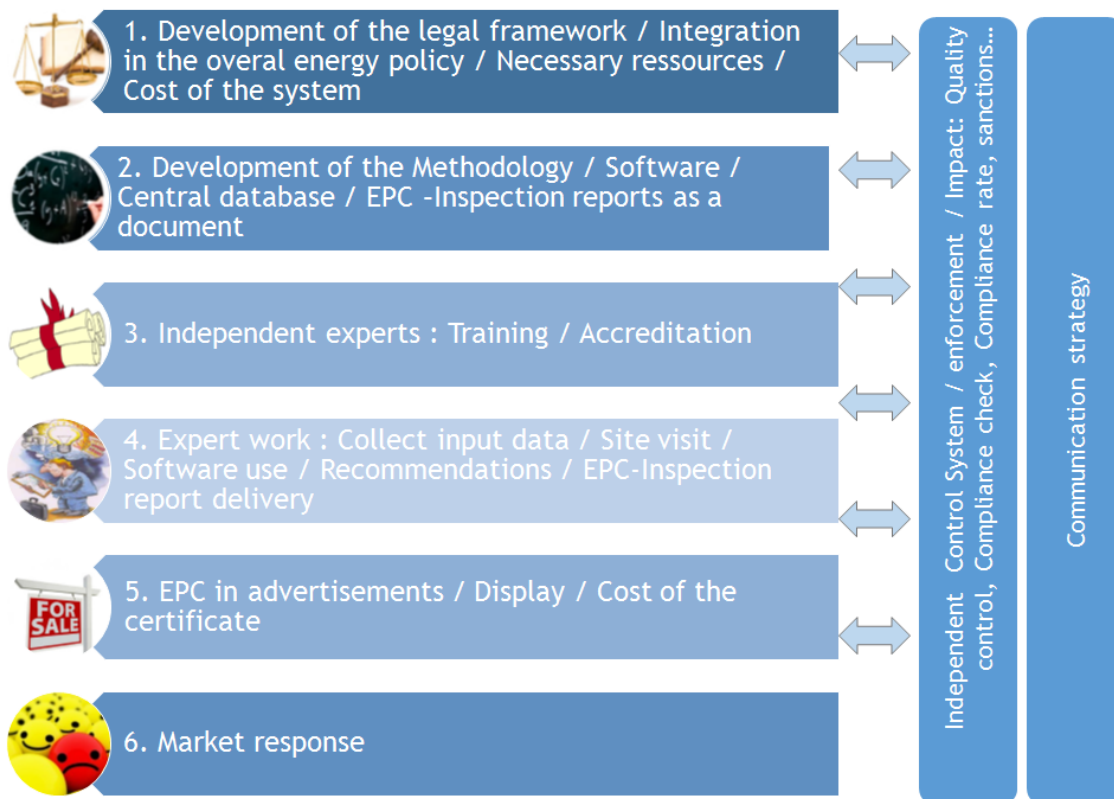 1. Development of the legal framework / Integration
in the overal energy policy / Necessary ressources /
Cost of the system
2. Development of the Methodology / Software /
Central database / EPC –Inspection reports as a
document
3. Independent experts : Training / Accreditation
4. Expert work : Collect input data / Site visit /
Software use / Recommendations / EPC-Inspection
report delivery
FOR
SALE
5. EPC in advertisements / Display / Cost of the
certificate
6. Market response
Independent Control System / enforcement / Impact: Quality
control, Compliance check, Compliance rate, sanctions…
Communication strategy